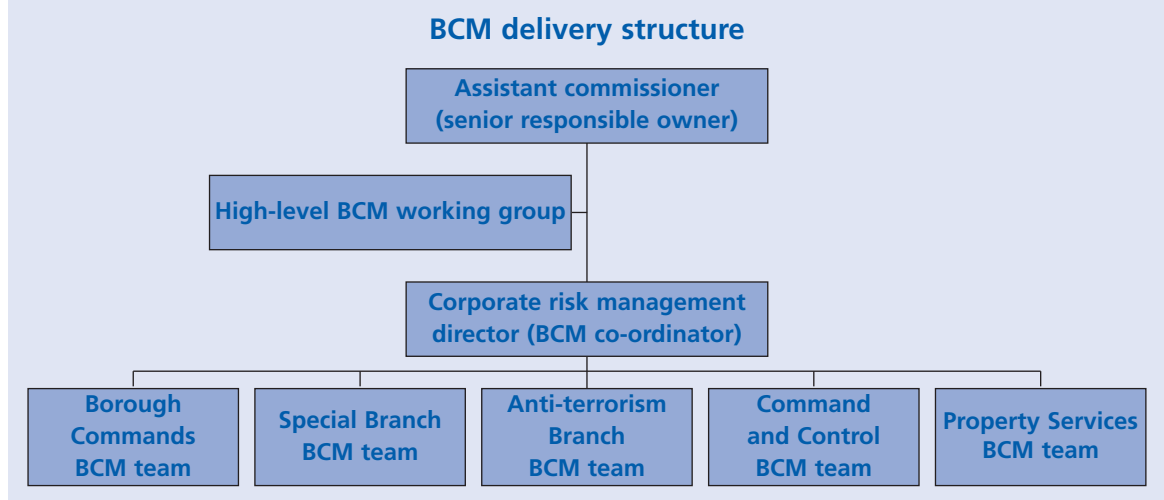 BCM delivery structure
Assistant commissioner
(senior responsible owner)
High-level BCM working group
Corporate risk management
director (BCM co-ordinator)
Borough
Commands
BCM team
Special Branch
BCM team
Anti-terrorism
Branch
BCM team
Command
and Control
BCM team
Property Services
BCM team